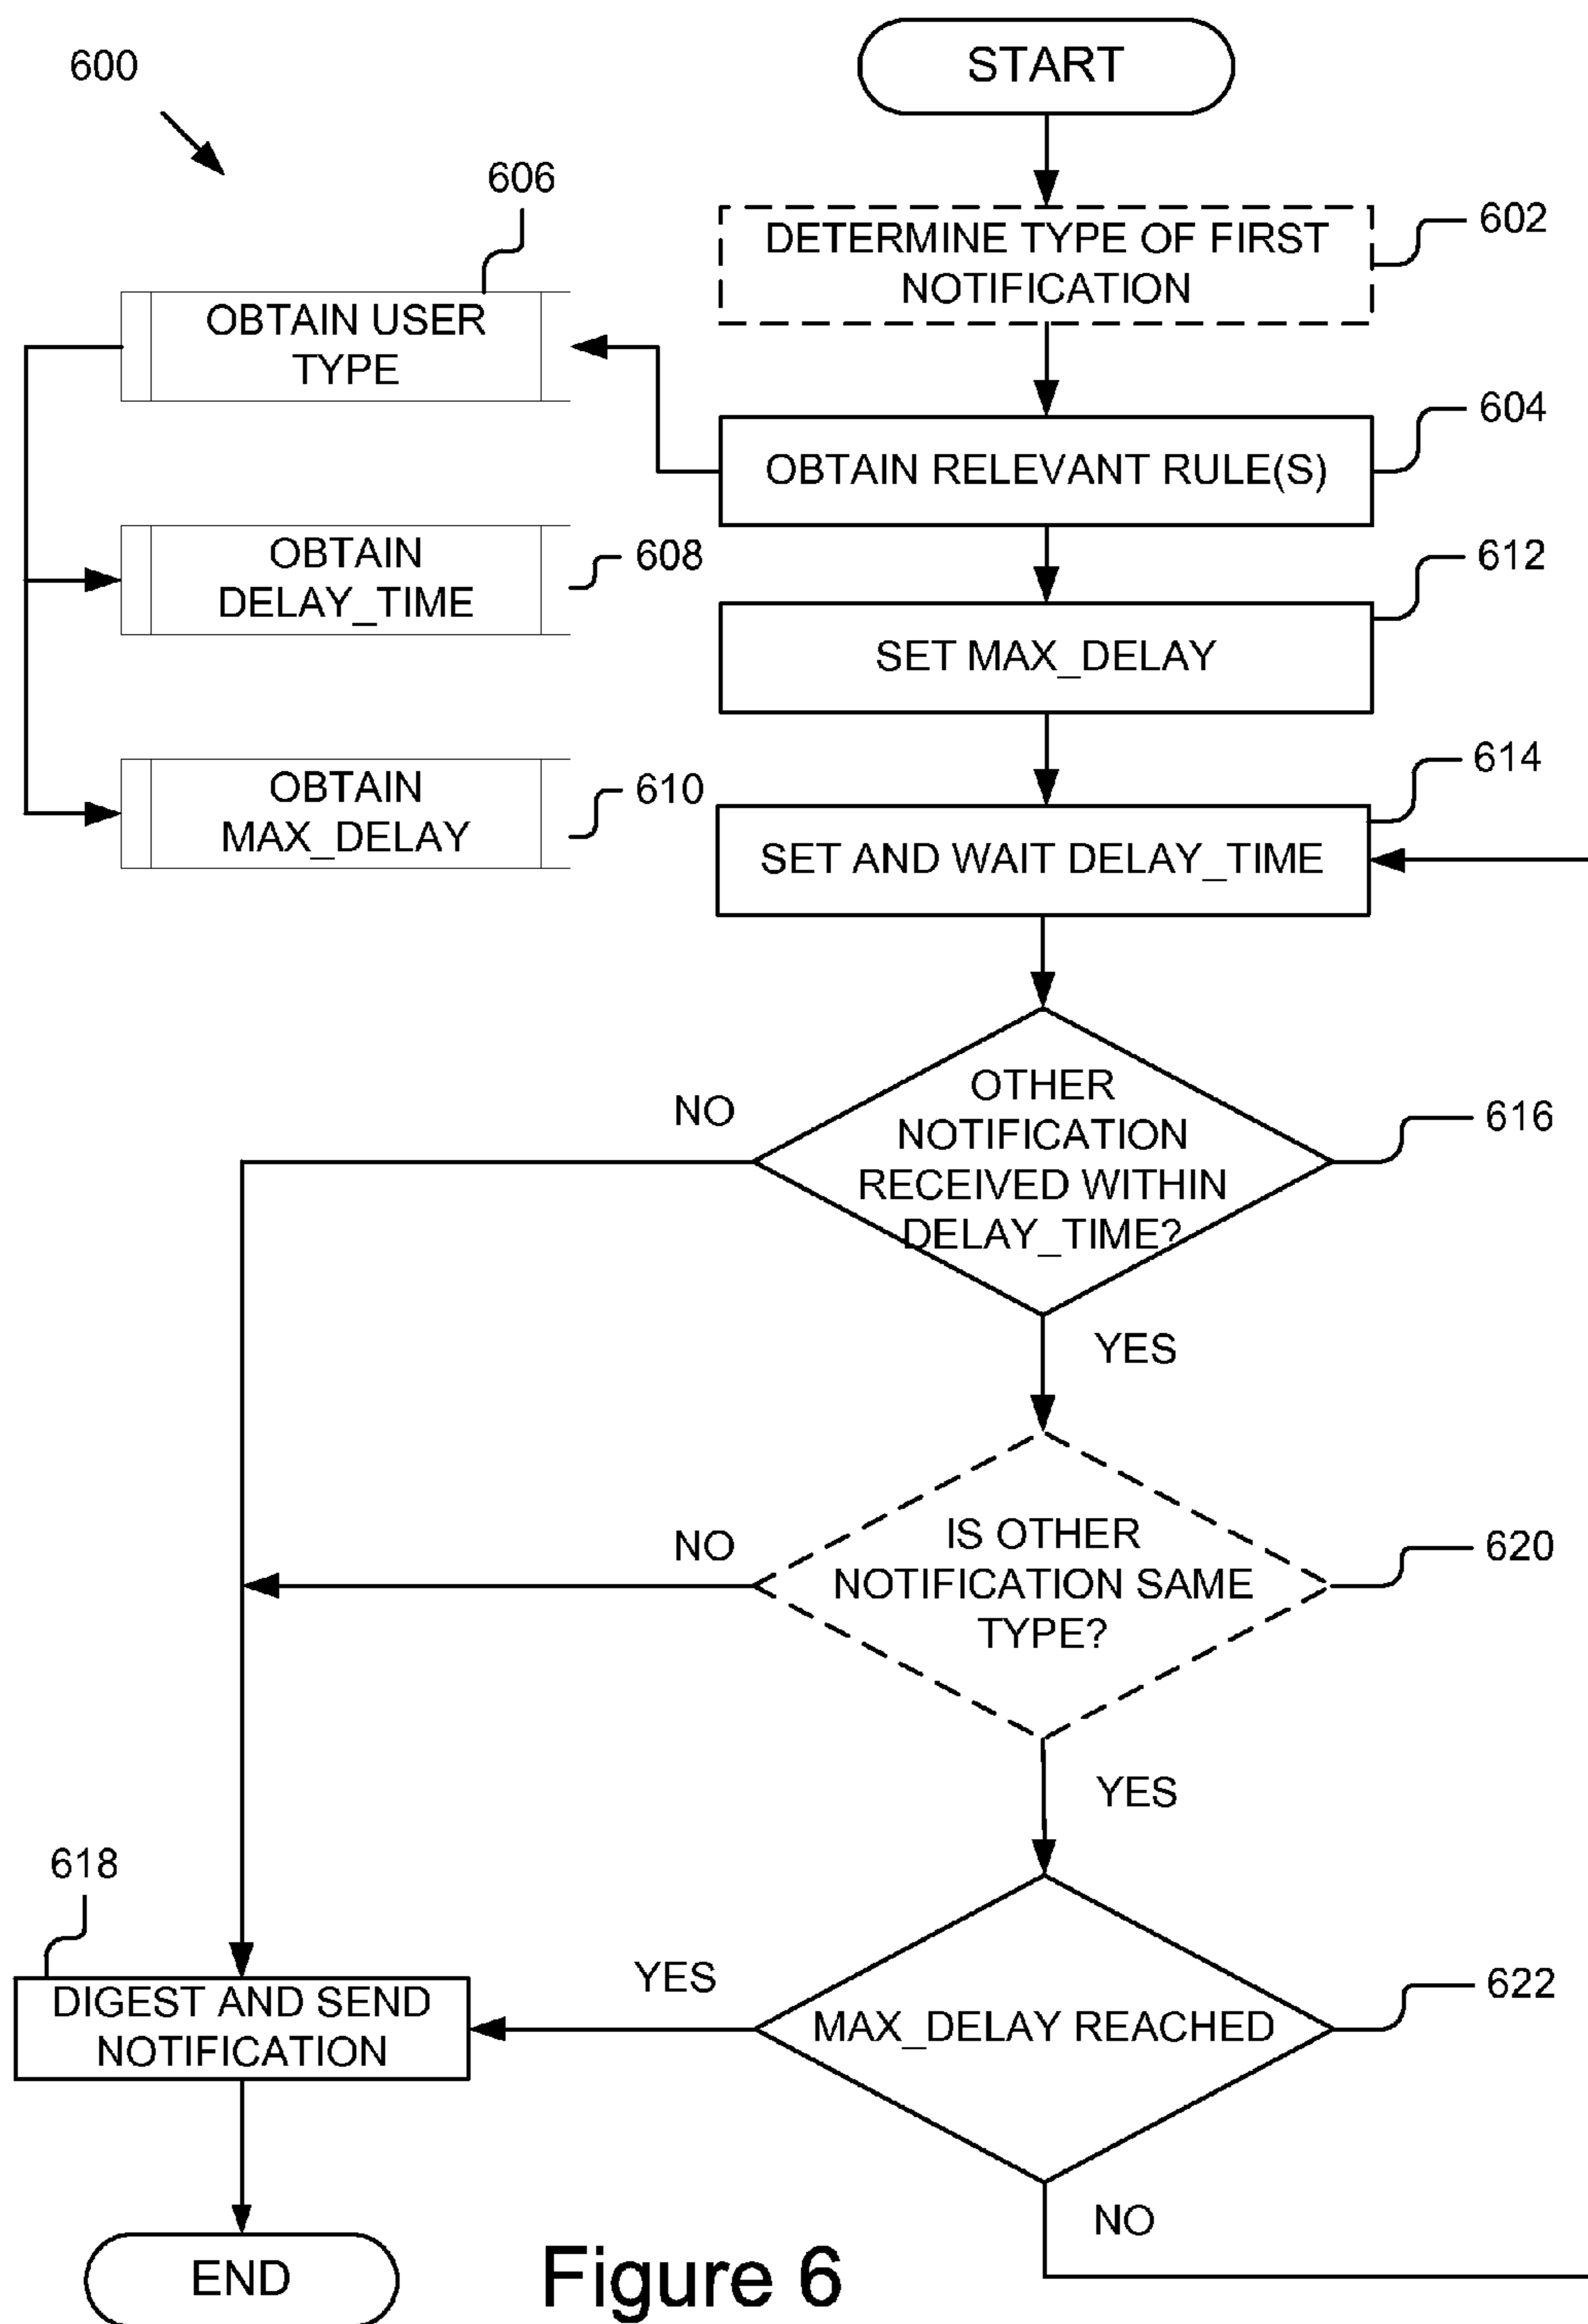 600
START
606
DETERMINE TYPE OF FIRST
NOTIFICATION
602
OBTAIN USER
TYPE
OBTAIN RELEVANT RULE(S)
604
OBTAIN
DELAY_TIME
608
612
SET MAX_DELAY
OBTAIN
MAX_DELAY
610
614
SET AND WAIT DELAY_TIME
NO
OTHER
NOTIFICATION
RECEIVED WITHIN
DELAY_TIME?
616
YES
NO
IS OTHER
NOTIFICATION SAME
TYPE?
620
YES
618
DIGEST AND SEND
NOTIFICATION
YES
MAX_DELAY REACHED
622
NO
END
Figure 6